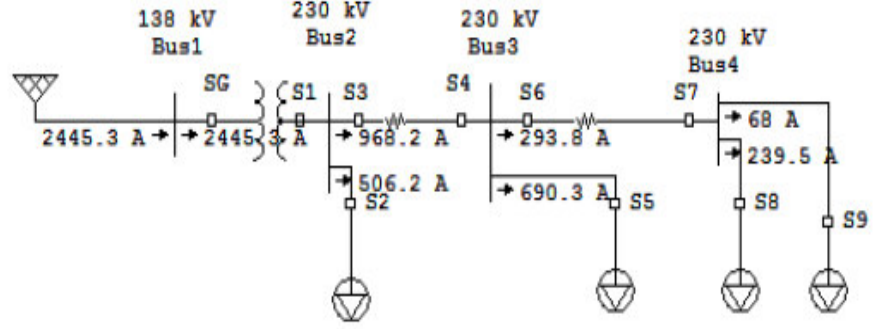 138 kV
Bus1
230 kV
Bus2
230 kV
Bus3
230 kV
Bus4
SG
S1
S3
S4
S6
S7
2445.3 A
2445.3 A
968.2 A
293.8 A
68 A
239.5 A
506.2 A
690.3 A
S2
S5
S8
S9